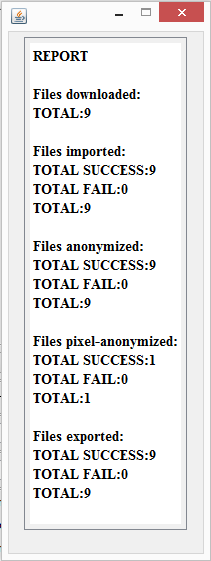 REPORT
Files downloaded:
TOTAL:9
Files imported:
TOTAL SUCCESS:9
TOTAL FAIL:0
TOTAL:9
Files anonymized:
TOTAL SUCCESS:9
TOTAL FAIL:0
TOTAL:9
Files pixel-anonymized:
TOTAL SUCCESS:1
TOTAL FAIL:0
TOTAL:1
Files exported:
TOTAL SUCCESS:9
TOTAL FAIL:0
TOTAL:9